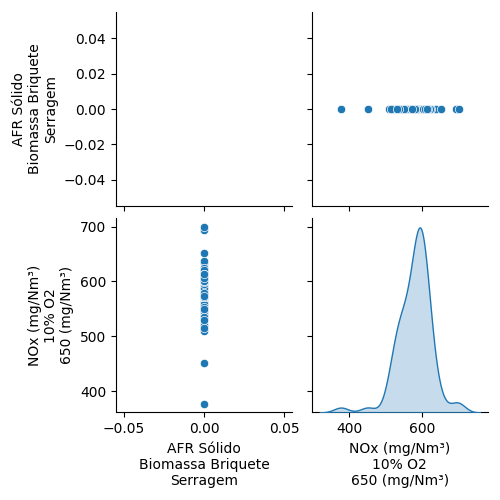 AFR Sólido
Biomassa Briquete
Serragem
0.04
0.02
0.00
−0.02
−0.04
NOx (mg/Nm³)
10% O2
650 (mg/Nm³)
700
600
500
400
−0.05
0.00
0.05
AFR Sólido
Biomassa Briquete
Serragem
400
600
NOx (mg/Nm³)
10% O2
650 (mg/Nm³)